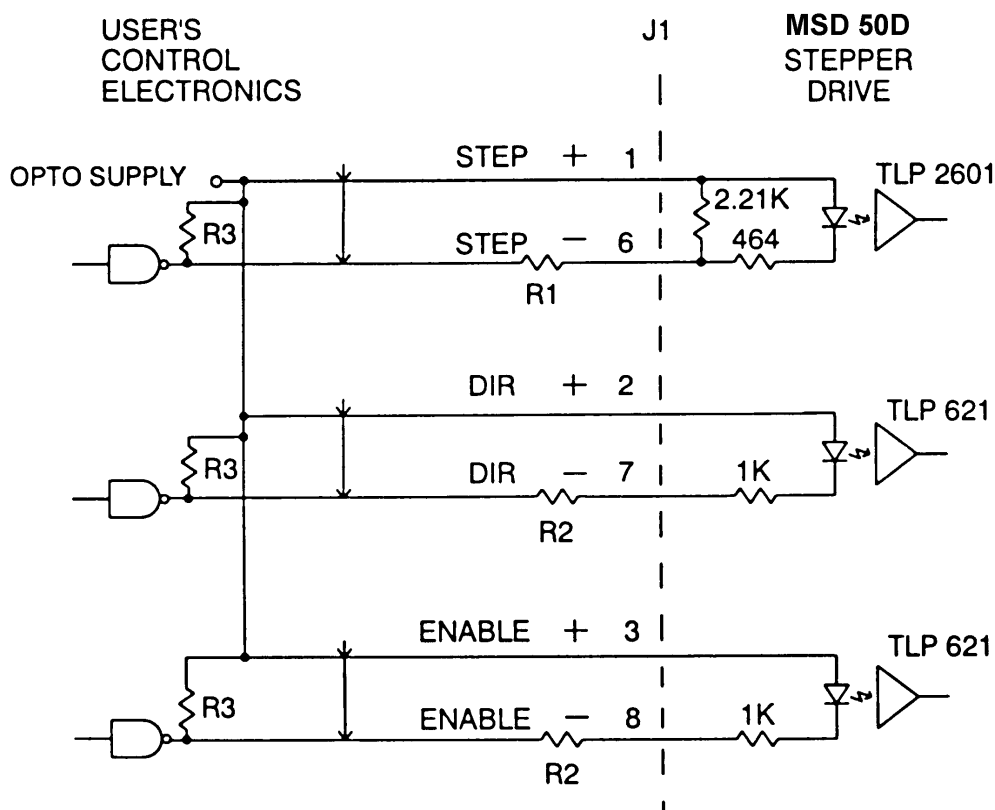 USER'S
CONTROL
ELECTRONICS
J1
MSD 50D
STEPPER
DRIVE
OPTO SUPPLY
STEP + 1
TLP 2601
R3
2.21K
STEP - 6
464
R1
DIR + 2
TLP 621
R3
DIR - 7
1K
R2
ENABLE + 3
TLP 621
R3
ENABLE - 8
1K
R2